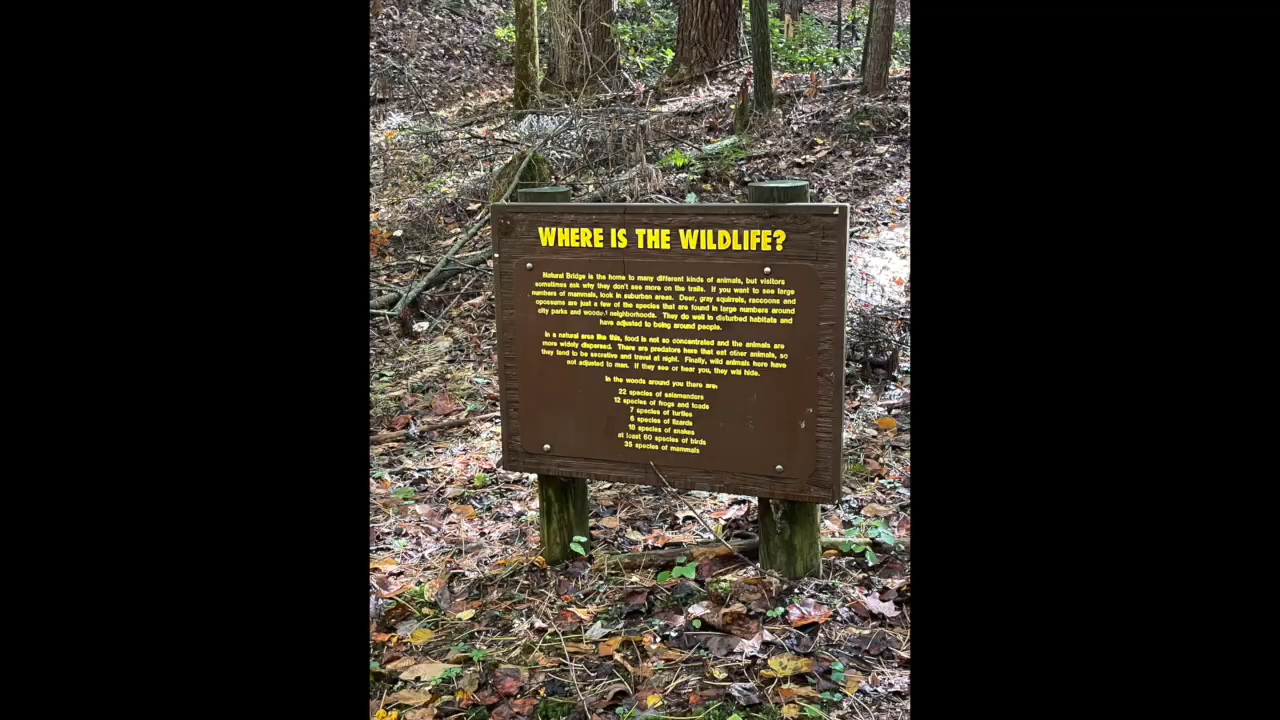 WHERE IS THE WILDLIFE?
Natural Bridge is the home to many different kinds of animals, but visitors
sometimes ask why they don't see more on the trails. If you want to see large
numbers of mammals, look in suburban areas. Deer, gray squirrels, raccoons and
opossums are just a few of the species that are found in large numbers around
city parks and wooded neighborhoods. They do well in disturbed habitats and
have adjusted to being around people.
In a natural area like this, food is not so concentrated and the animals are
more widely dispersed. There are predators here that eat other animals, so
they tend to be secretive and travel at night. Finally, wild animals here have
not adjusted to man. If they see or hear you, they will hide.
In the woods around you there are:
22 species of salamanders
12 species of frogs and toads
7 species of turtles
6 species of lizards
18 species of snakes
at least 60 species of birds
35 species of mammals